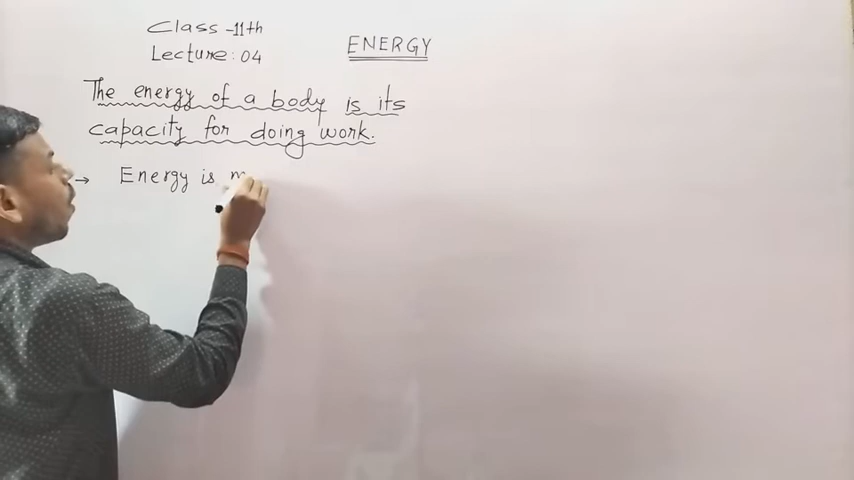 Class -11th
Lecture: 04
ENERGY
The energy of a body is its
capacity for doing work.
→ Energy is m